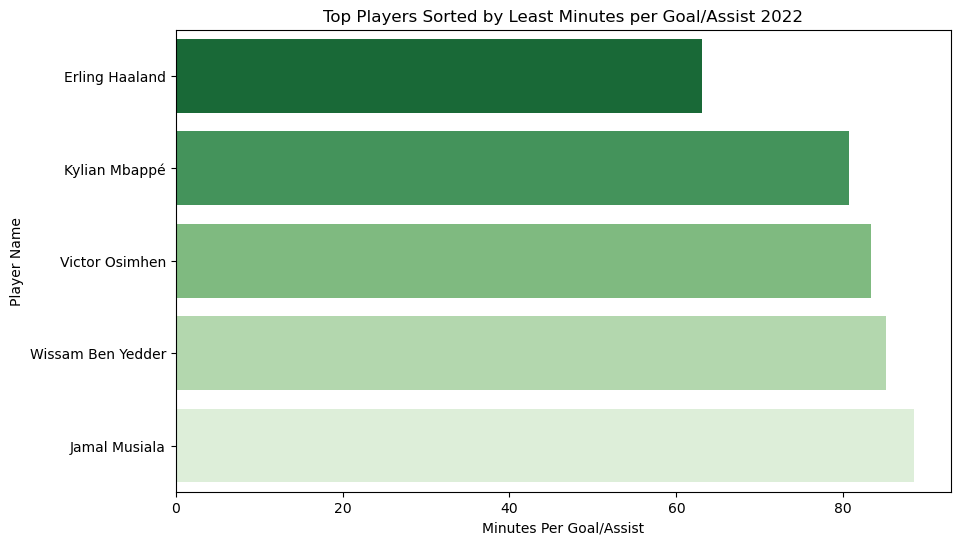 Top Players Sorted by Least Minutes per Goal/Assist 2022
Player Name
Erling Haaland
Kylian Mbappé
Victor Osimhen
Wissam Ben Yedder
Jamal Musiala
0 20 40 60 80
Minutes Per Goal/Assist